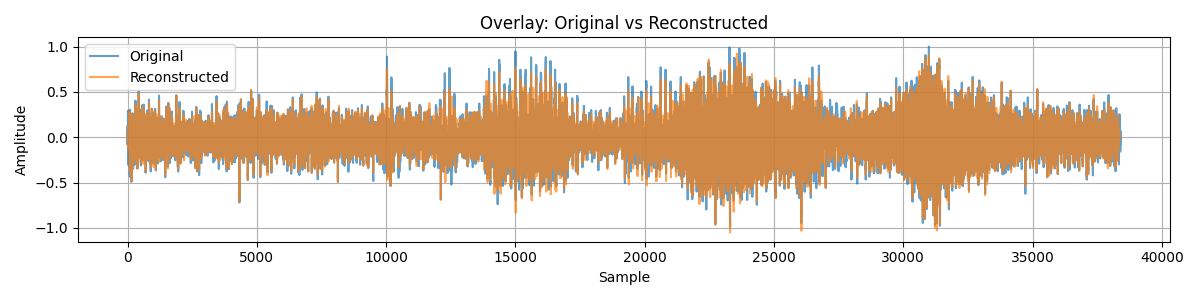 Overlay: Original vs Reconstructed
Original
Reconstructed
Amplitude
1.0
0.5
0.0
−0.5
−1.0
0 5000 10000 15000 20000 25000 30000 35000 40000
Sample